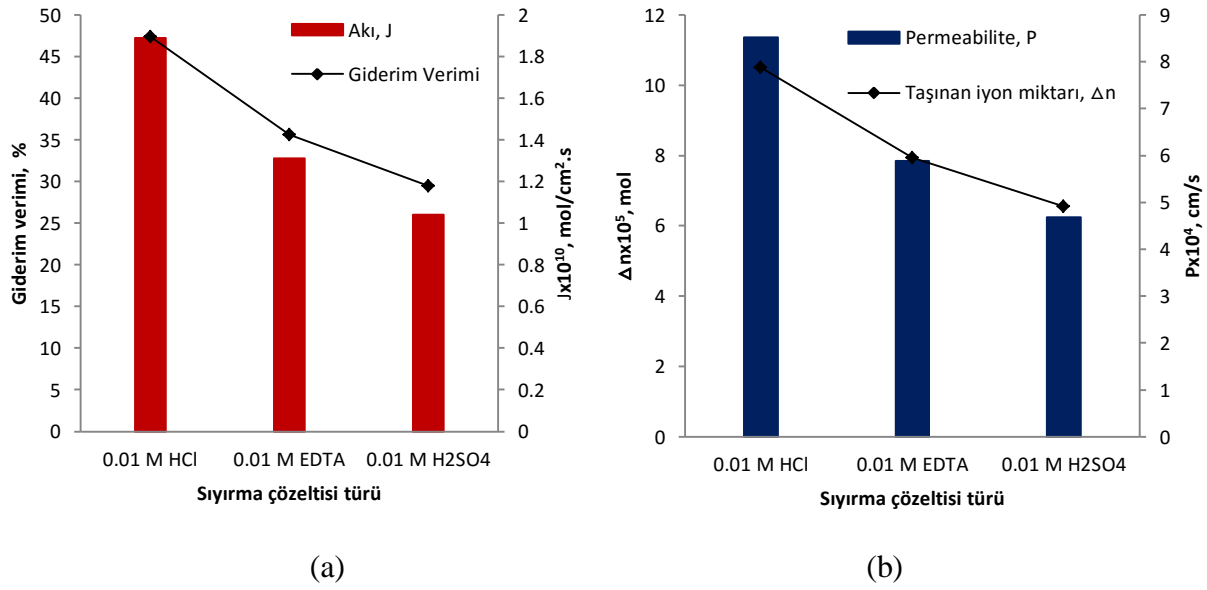 50
45
40
35
30
25
20
15
10
5
0
Giderim verimi, %
2
1.8
1.6
1.4
1.2
1
0.8
0.6
0.4
0.2
0
Jx10¹⁰, mol/cm².s
Akı, J
Giderim Verimi
0.01 M HCl 0.01 M EDTA 0.01 M H2SO4
Sıyırma çözeltisi türü
(a)
12
10
8
6
4
2
0
△nx10⁵, mol
9
8
7
6
5
4
3
2
1
0
Px10⁴, cm/s
Permeabilite, P
Taşınan iyon miktarı, △n
0.01 M HCl 0.01 M EDTA 0.01 M H2SO4
Sıyırma çözeltisi türü
(b)